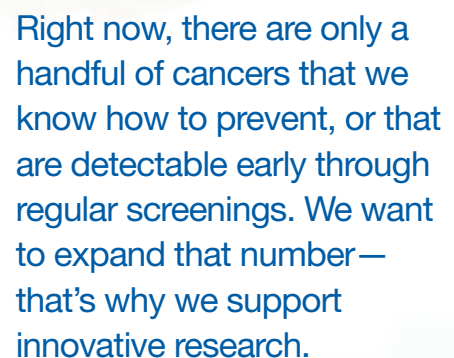 Right now, there are only a
handful of cancers that we
know how to prevent, or that
are detectable early through
regular screenings. We want
to expand that number—
that's why we support
innovative research.